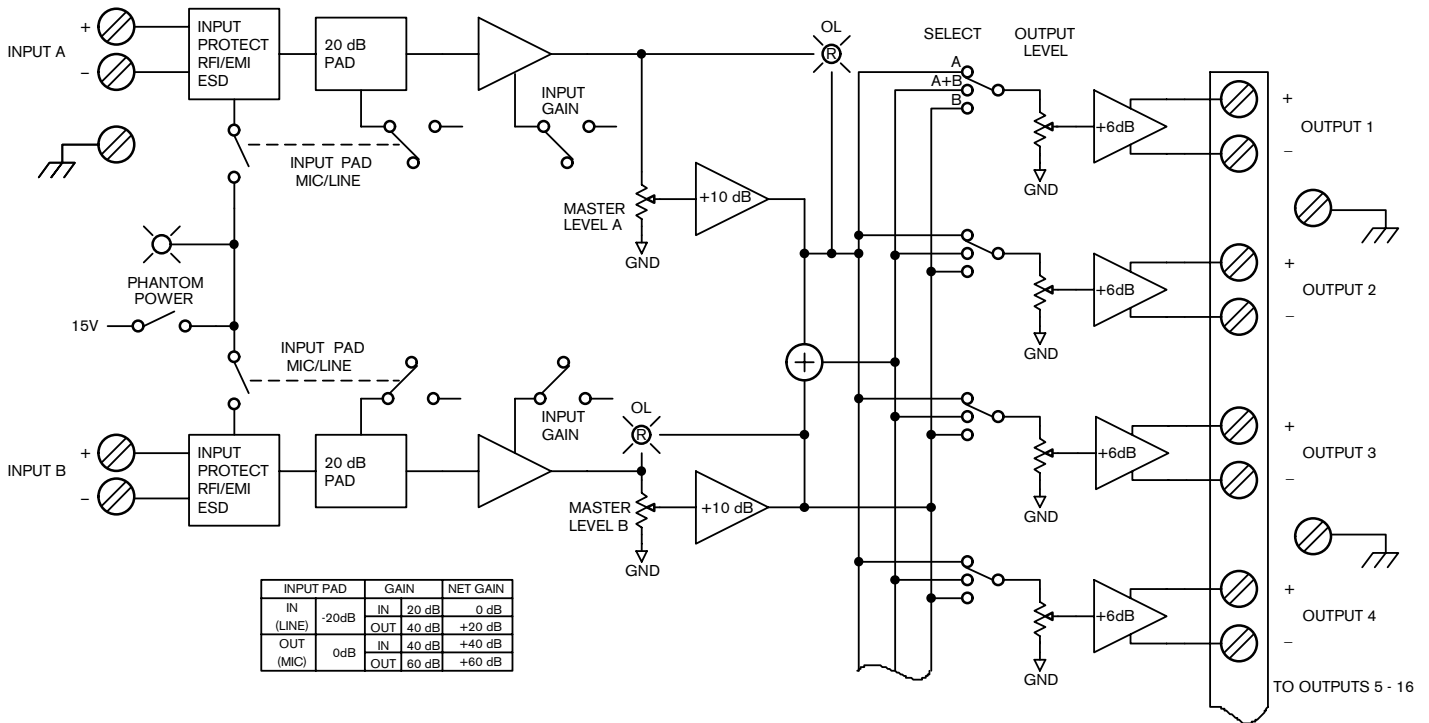 INPUT A
+
−
INPUT
PROTECT
RFI/EMI
ESD
20 dB
PAD
INPUT PAD
MIC/LINE
INPUT
GAIN
OL
R
MASTER
LEVEL A
GND
+10 dB
SELECT
A
A+B
B
OUTPUT
LEVEL
GND
+6dB
+
−
OUTPUT 1
PHANTOM
POWER
15V
GND
+6dB
+
−
OUTPUT 2
+
INPUT PAD
MIC/LINE
INPUT
GAIN
OL
R
INPUT B
+
−
INPUT
PROTECT
RFI/EMI
ESD
20 dB
PAD
MASTER
LEVEL B
GND
+10 dB
GND
+6dB
+
−
OUTPUT 3
GND
+6dB
+
−
OUTPUT 4
TO OUTPUTS 5 - 16
INPUT PAD GAIN NET GAIN
IN
(LINE)
-20dB
IN 20 dB 0 dB
OUT 40 dB +20 dB
OUT
(MIC)
0dB
IN 40 dB +40 dB
OUT 60 dB +60 dB